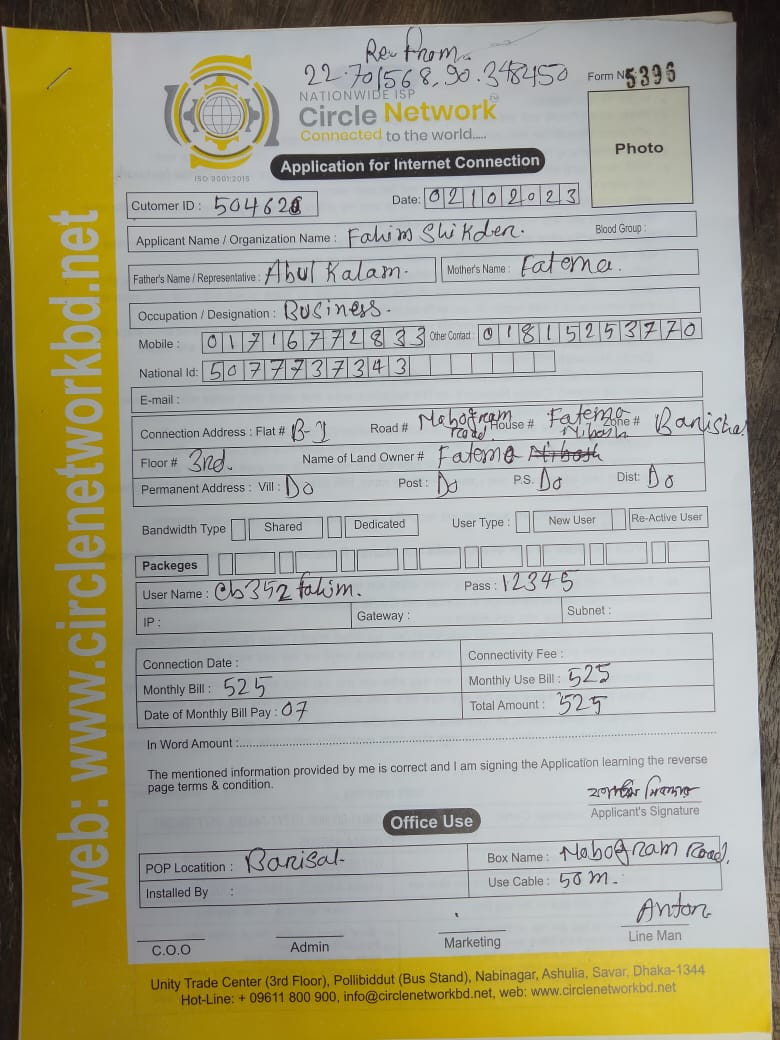 22.701568, 90.348450
Form N 5396
NATIONWIDE ISP
Circle Network
Connected to the world.....
ISO 9001:2015
Photo
Application for Internet Connection
Cutomer ID : 504628 Date: 02102023
Applicant Name / Organization Name : Fahim Shikder. Blood Group :
Father's Name / Representative : Abul Kalam. Mother's Name : Fatema.
Occupation / Designation : Business.
Mobile : 01716772833 Other Contact : 01815253770
National Id: 5077737343
E-mail :
Connection Address : Flat # B-1 Road # Nabogram Road House # Fatema Nibash Zone # Barishal
Floor # 3rd. Name of Land Owner # Fatema
Permanent Address : Vill : Do Post : Do P.S. Do Dist: Do
Bandwidth Type Shared Dedicated User Type : New User Re-Active User
Packeges
User Name : cb352fahim. Pass : 12345
IP : Gateway : Subnet :
Connection Date : Connectivity Fee :
Monthly Bill : 525 Monthly Use Bill : 525
Date of Monthly Bill Pay : 07 Total Amount : 525
In Word Amount :
The mentioned information provided by me is correct and I am signing the Application learning the reverse
page terms & condition.
Applicant's Signature
Office Use
POP Locatition : Barisal- Box Name : Nabogram Road.
Installed By : Use Cable : 50 m.
Anton
C.O.O Admin Marketing Line Man
Unity Trade Center (3rd Floor), Pollibiddut (Bus Stand), Nabinagar, Ashulia, Savar, Dhaka-1344
Hot-Line: + 09611 800 900, info@circlenetworkbd.net, web: www.circlenetworkbd.net
web: www.circlenetworkbd.net